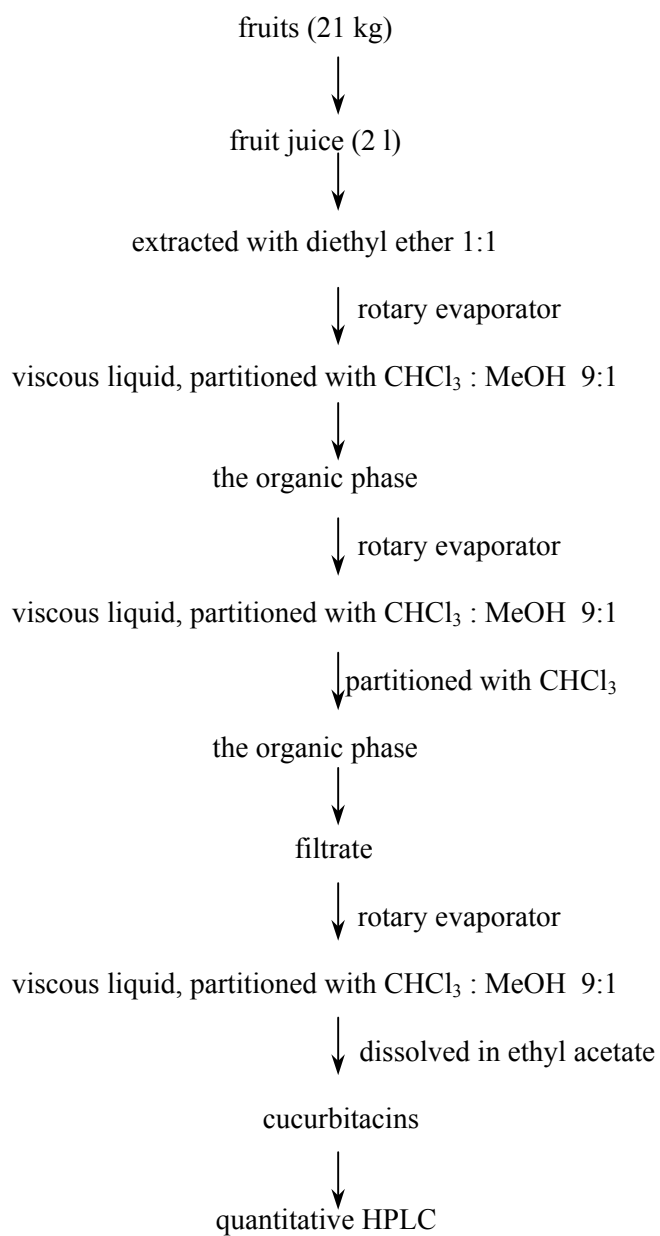 fruits (21 kg)
fruit juice (2 l)
extracted with diethyl ether 1:1
rotary evaporator
viscous liquid, partitioned with CHCl₃ : MeOH 9:1
the organic phase
rotary evaporator
viscous liquid, partitioned with CHCl₃ : MeOH 9:1
partitioned with CHCl₃
the organic phase
filtrate
rotary evaporator
viscous liquid, partitioned with CHCl₃ : MeOH 9:1
dissolved in ethyl acetate
cucurbitacins
quantitative HPLC